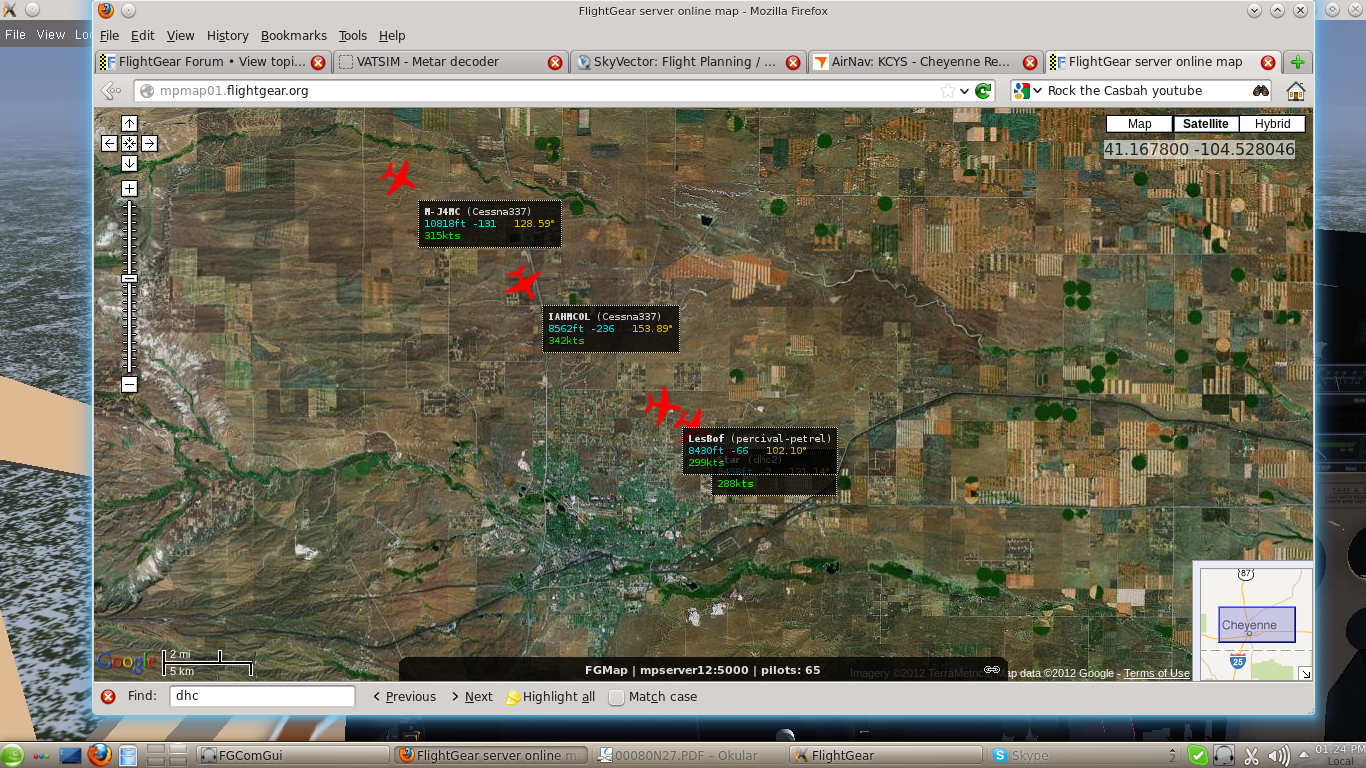 FlightGear server online map - Mozilla Firefox
File View Loc
File Edit View History Bookmarks Tools Help
FlightGear Forum • View topi... VATSIM - Metar decoder SkyVector: Flight Planning / ... AirNav: KCYS - Cheyenne Re... FlightGear server online map
mpmap01.flightgear.org Rock the Casbah youtube
Map Satellite Hybrid
41.167800 -104.528046
M-J4MC (Cessna337)
10818ft -131 128.59°
315kts
IAHMCOL (Cessna337)
8562ft -236 153.89°
342kts
LesBof (percival-petrel)
8430ft -66 102.10°
299kts
(dhc2)
288kts
87
Cheyenne
25
Google
2 mi
5 km
FGMap | mpserver12:5000 | pilots: 65
Imagery ©2012 TerraMetrics
ap data ©2012 Google - Terms of Use
Find: dhc Previous Next Highlight all Match case
FGComGui FlightGear server online m 00080N27.PDF – Okular FlightGear Skype 2 01:24 PM
Local